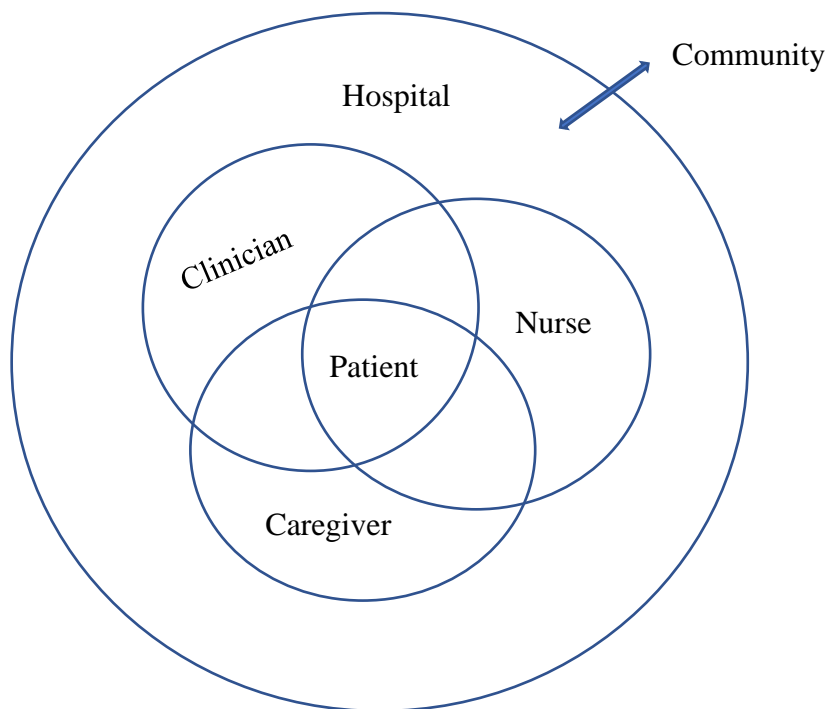 Community
Hospital
Clinician
Nurse
Patient
Caregiver